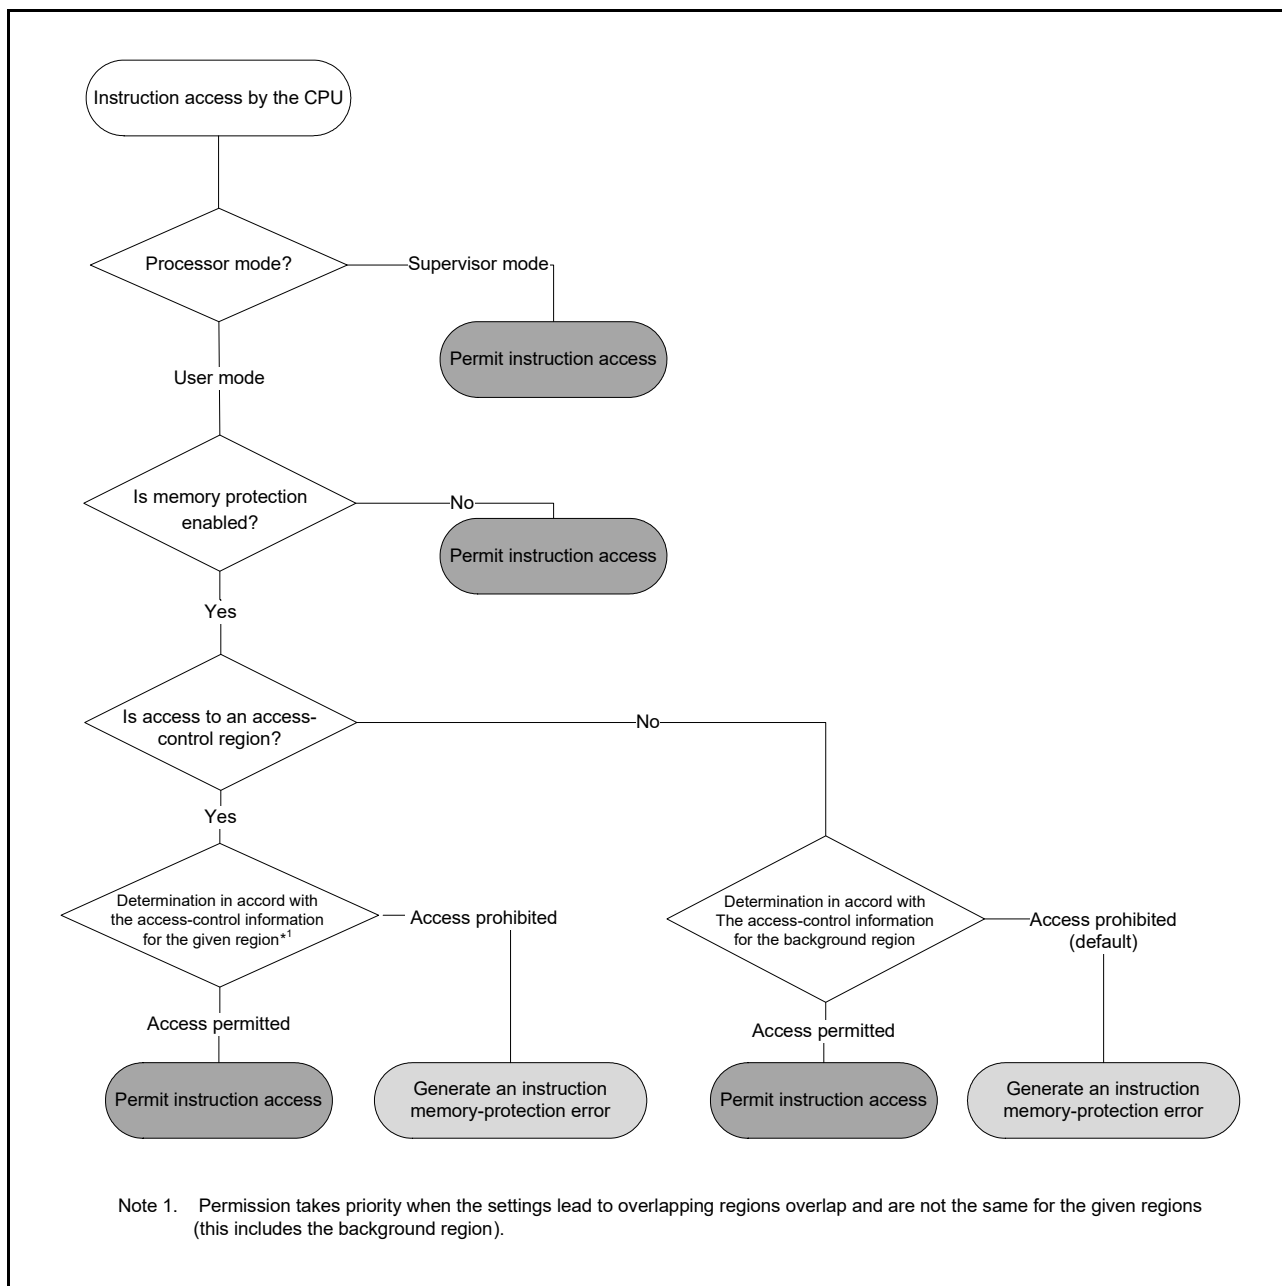 Instruction access by the CPU
Processor mode?
Supervisor mode
Permit instruction access
User mode
Is memory protection
enabled?
No
Permit instruction access
Yes
Is access to an access-
control region?
No
Yes
Determination in accord with
the access-control information
for the given region*1
Access prohibited
Determination in accord with
The access-control information
for the background region
Access prohibited
(default)
Access permitted
Access permitted
Permit instruction access
Generate an instruction
memory-protection error
Permit instruction access
Generate an instruction
memory-protection error
Note 1. Permission takes priority when the settings lead to overlapping regions overlap and are not the same for the given regions
(this includes the background region).